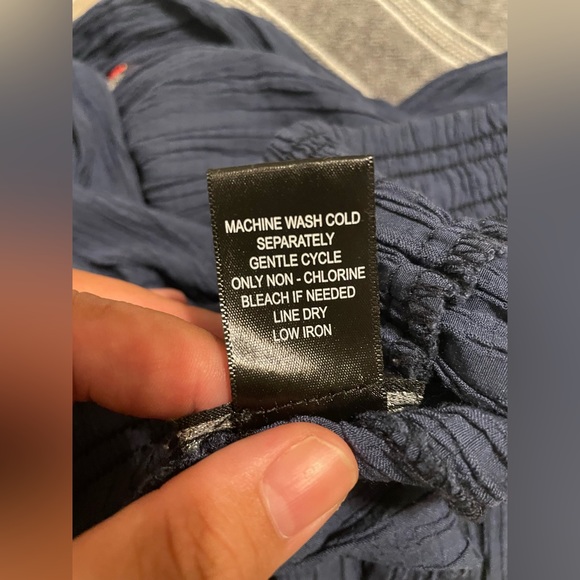 MACHINE WASH COLD
SEPARATELY
GENTLE CYCLE
ONLY NON - CHLORINE
BLEACH IF NEEDED
LINE DRY
LOW IRON